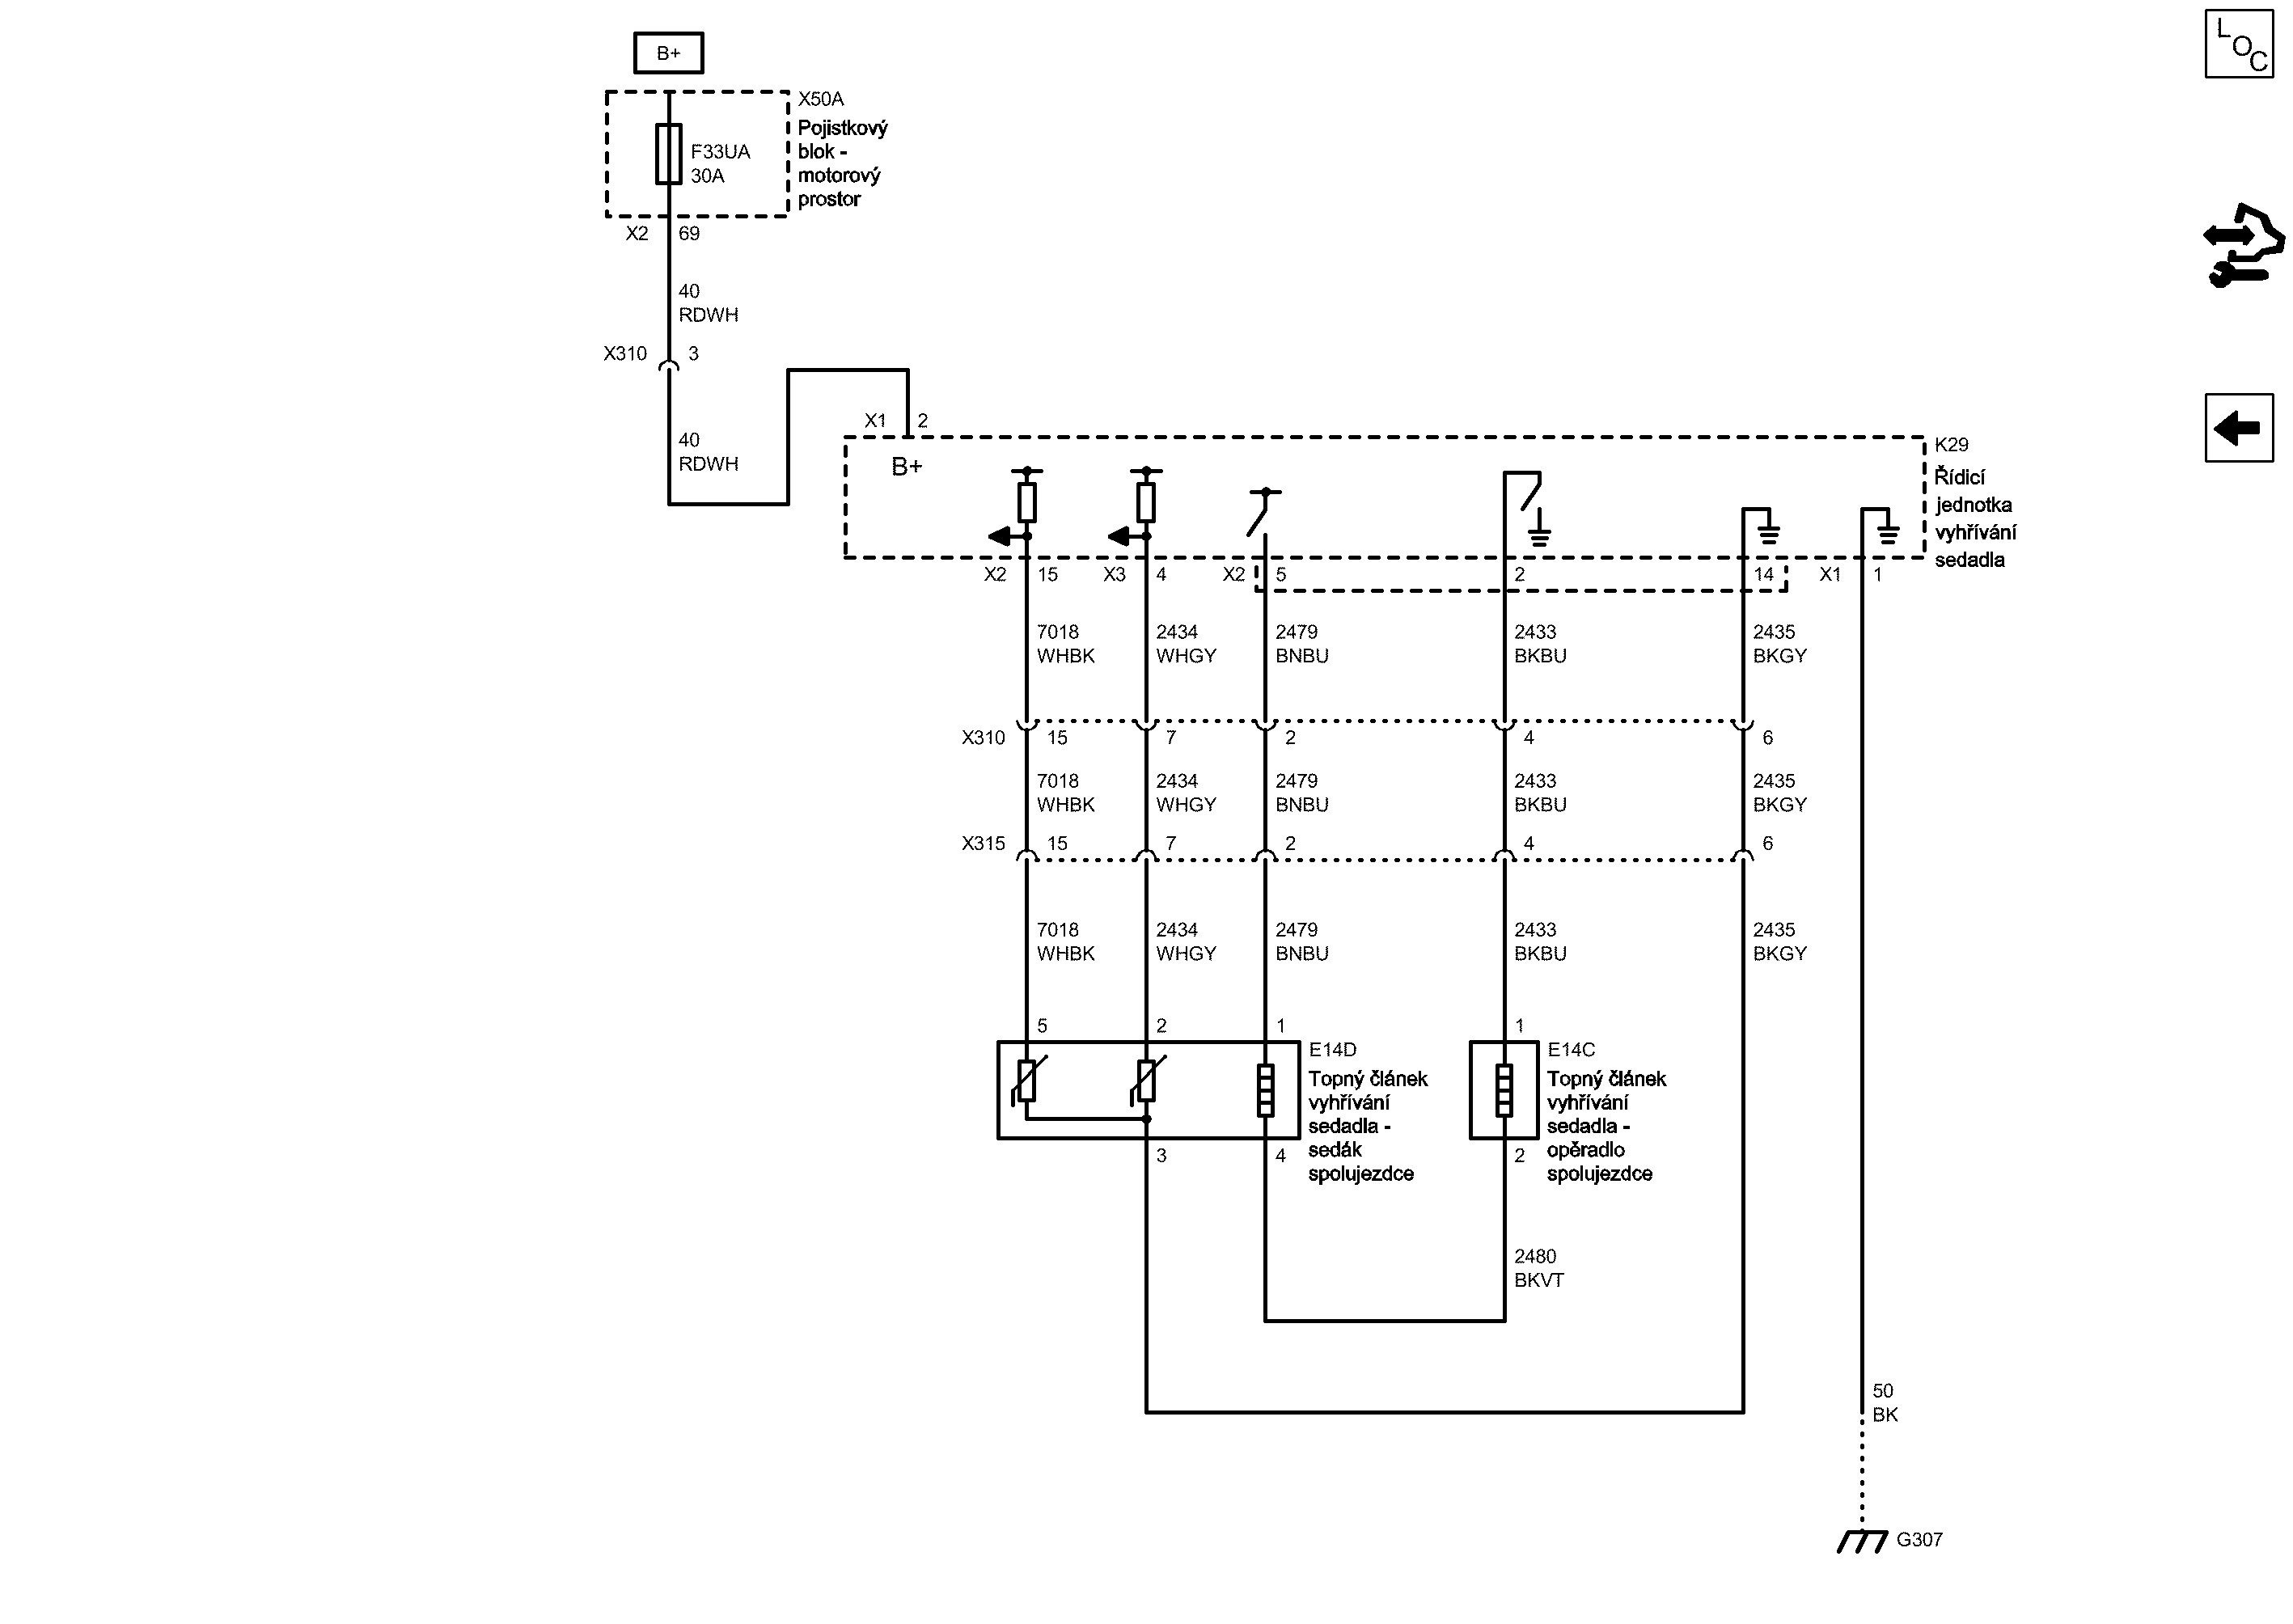 B+
LOC
X50A
Pojistkový
blok -
motorový
prostor
F33UA
30A
X2 69
40
RDWH
X310 3
40
RDWH
X1 2
B+
K29
Řídicí
jednotka
vyhřívání
sedadla
X2 15 X3 4 X2 5 2 14 X1 1
7018 2434 2479 2433 2435
WHBK WHGY BNBU BKBU BKGY
X310 15 7 2 4 6
7018 2434 2479 2433 2435
WHBK WHGY BNBU BKBU BKGY
X315 15 7 2 4 6
7018 2434 2479 2433 2435
WHBK WHGY BNBU BKBU BKGY
5 2 1 1
E14D
Topný článek
vyhřívání
sedadla -
sedák
spolujezdce
E14C
Topný článek
vyhřívání
sedadla -
opěradlo
spolujezdce
3 4 2
2480
BKVT
50
BK
G307